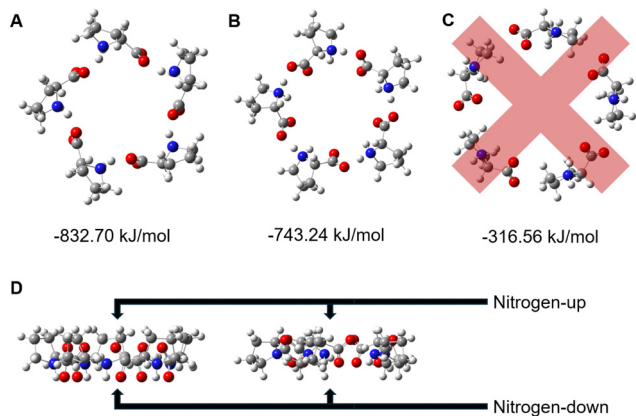 A
B
C
-832.70 kJ/mol
-743.24 kJ/mol
-316.56 kJ/mol
D
Nitrogen-up
Nitrogen-down